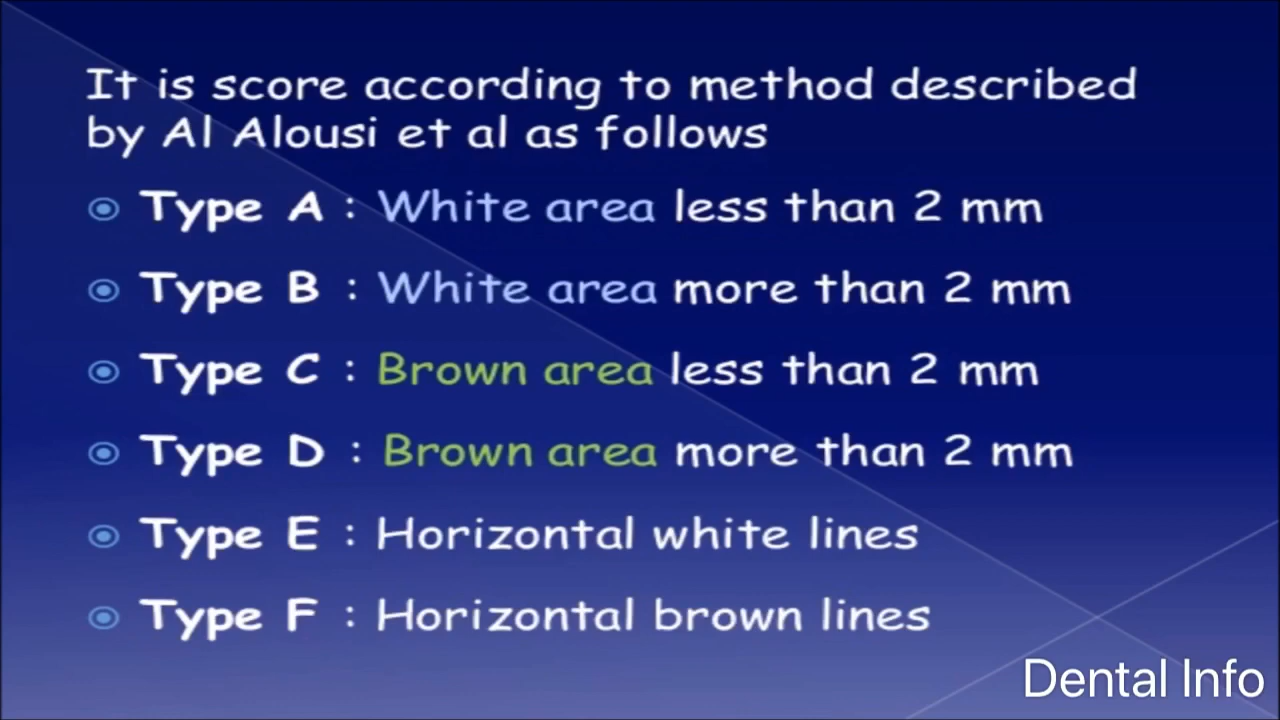 It is score according to method described
by Al Alousi et al as follows
Type A : White area less than 2 mm
Type B : White area more than 2 mm
Type C : Brown area less than 2 mm
Type D : Brown area more than 2 mm
Type E : Horizontal white lines
Type F : Horizontal brown lines
Dental Info